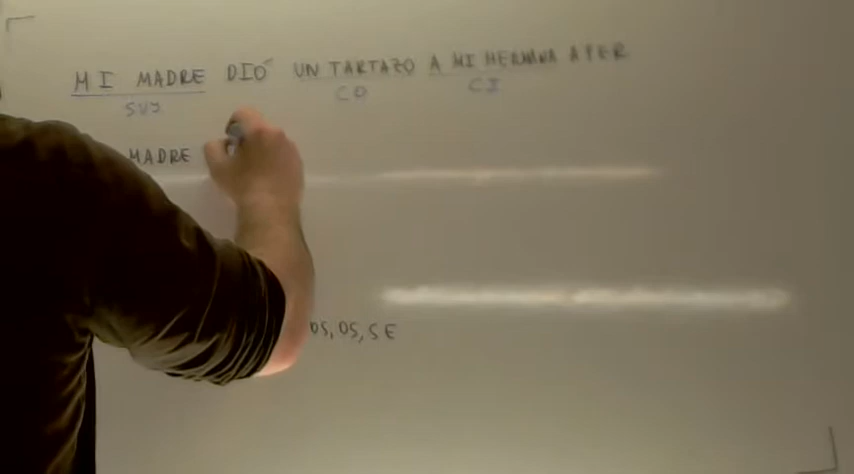 MI MADRE DIÓ UN TARTAZO A MI HERMANA AYER
SUJ CD CI
MADRE
OS, OS, SE